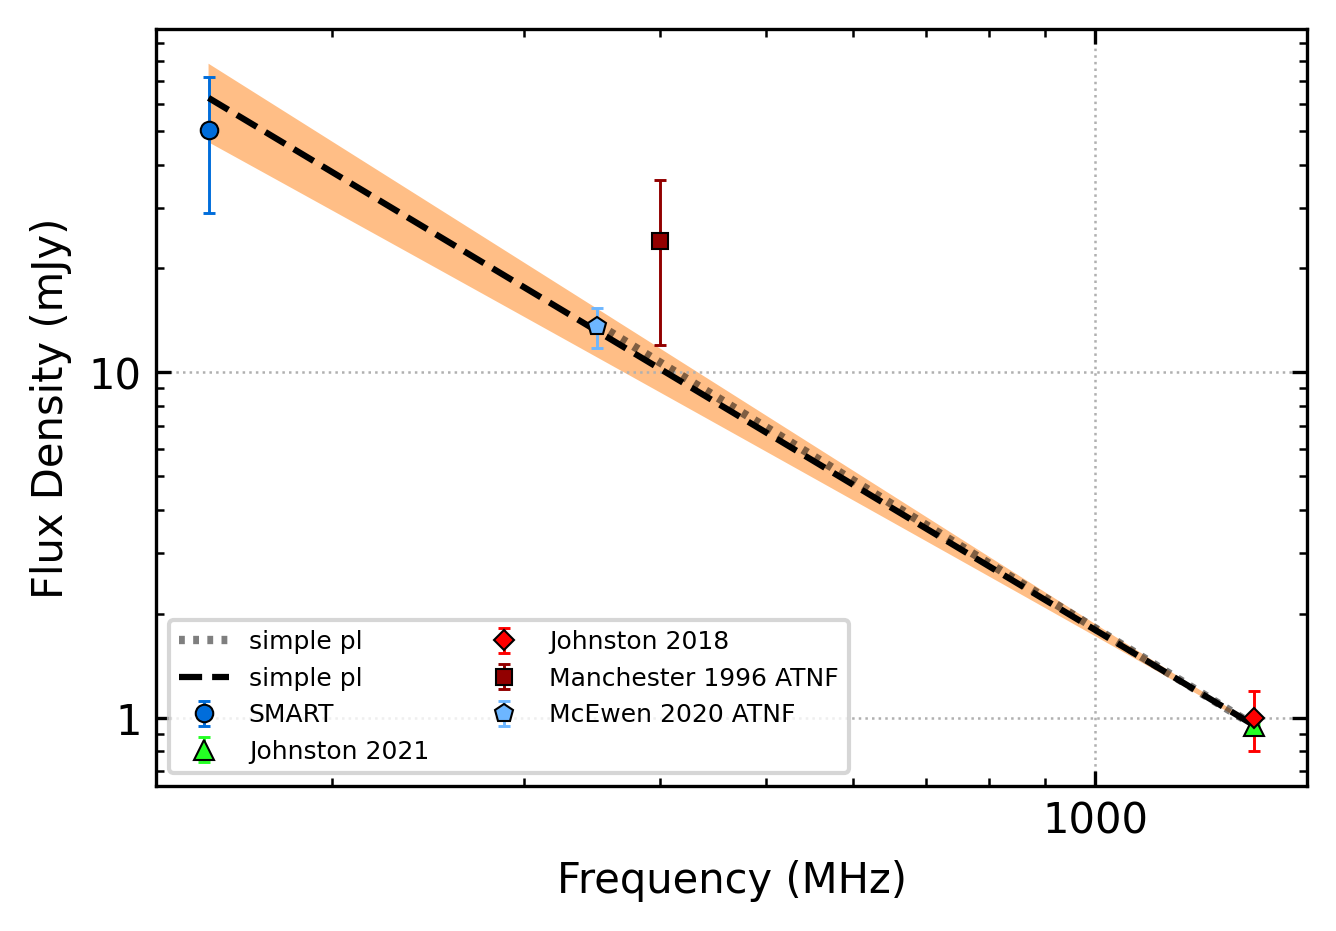 Flux Density (mJy)
10
1
simple pl
simple pl
SMART
Johnston 2021
Johnston 2018
Manchester 1996 ATNF
McEwen 2020 ATNF
1000
Frequency (MHz)